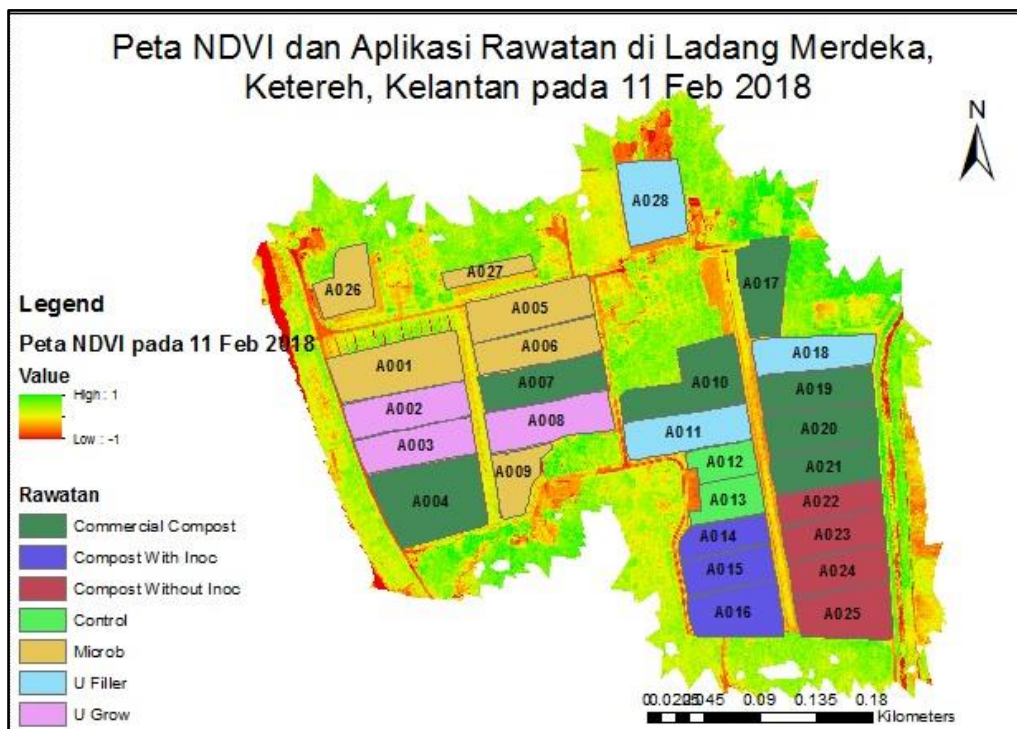 Peta NDVI dan Aplikasi Rawatan di Ladang Merdeka,
Ketereh, Kelantan pada 11 Feb 2018
N
A028
A026
A027
A017
A005
A006
A001
A007
A010
A018
A002
A008
A011
A019
A003
A009
A012
A020
A004
A013
A021
A014
A022
A015
A023
A016
A024
A025
Legend
Peta NDVI pada 11 Feb 2018
Value
High : 1
Low : -1
Rawatan
Commercial Compost
Compost With Inoc
Compost Without Inoc
Control
Microb
U Filler
U Grow
0.09 0.135 0.18
Kilometers